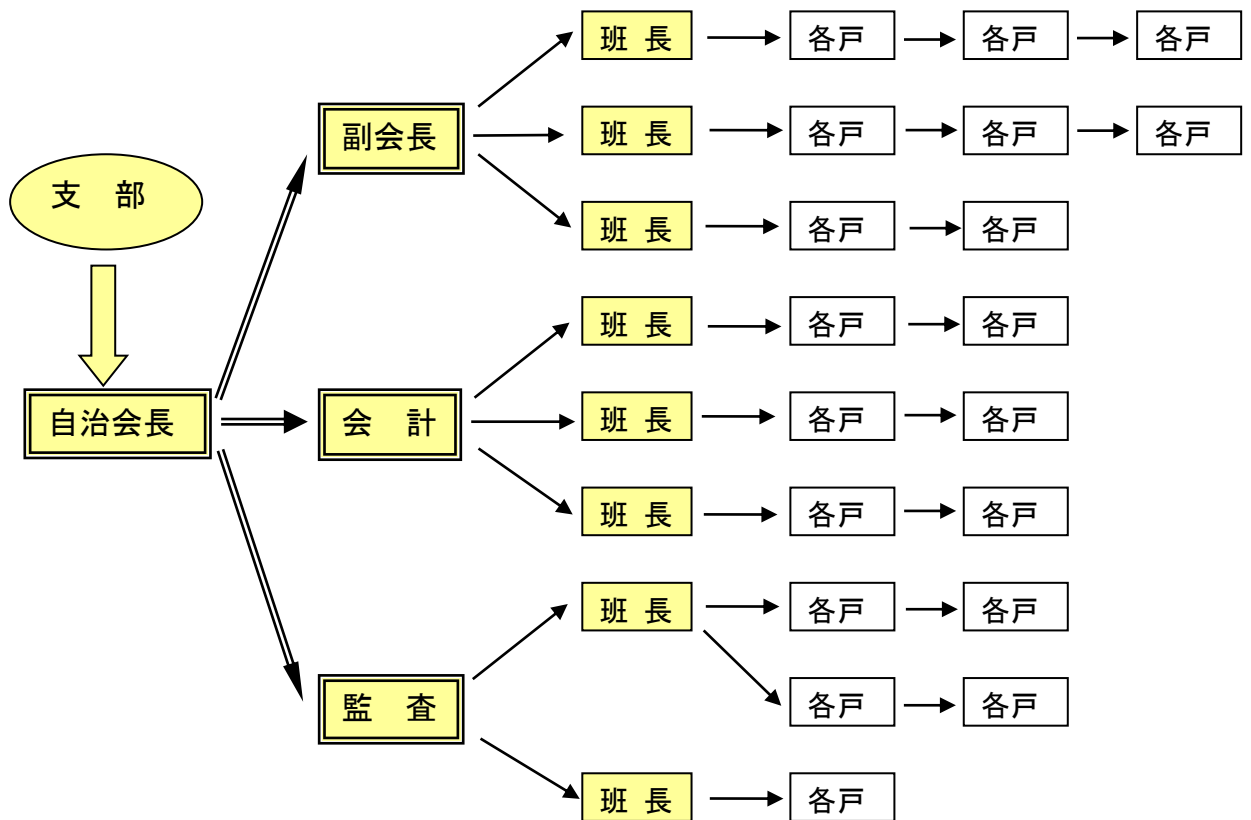 班 長 各戸 各戸 各戸
副会長
班 長 各戸 各戸 各戸
支 部
班 長 各戸 各戸
班 長 各戸 各戸
自治会長 会 計 班 長 各戸 各戸
班 長 各戸 各戸
班 長 各戸 各戸
監 査 各戸 各戸
班 長 各戸